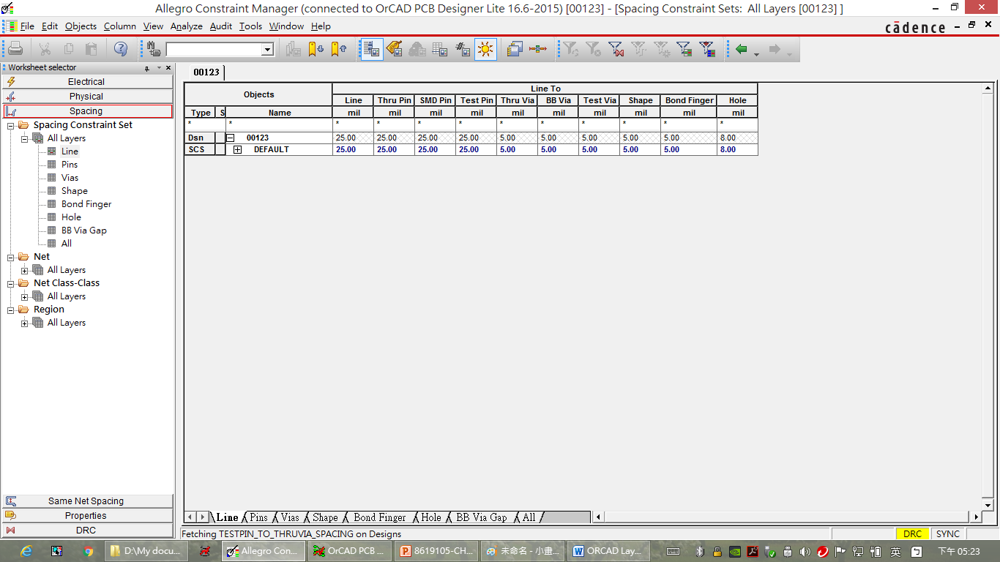 Allegro Constraint Manager (connected to OrCAD PCB Designer Lite 16.6-2015) [00123] - [Spacing Constraint Sets:  All Layers [00123] ]
File Edit Objects Column View Analyze Audit Tools Window Help
cādence
Worksheet selector
Electrical
Physical
Spacing
Spacing Constraint Set
All Layers
Line
Pins
Vias
Shape
Bond Finger
Hole
BB Via Gap
All
Net
All Layers
Net Class-Class
All Layers
Region
All Layers
Same Net Spacing
Properties
DRC
00123
Objects Line To
Line Thru Pin SMD Pin Test Pin Thru Via BB Via Test Via Shape Bond Finger Hole
Type S Name mil mil mil mil mil mil mil mil mil mil
* * * * * * * * * * * *
Dsn 00123 25.00 25.00 25.00 25.00 5.00 5.00 5.00 5.00 5.00 8.00
SCS DEFAULT 25.00 25.00 25.00 25.00 5.00 5.00 5.00 5.00 5.00 8.00
Line Pins Vias Shape Bond Finger Hole BB Via Gap All
Fetching TESTPIN_TO_THRUVIA_SPACING on Designs
DRC SYNC
D:\My docu... Allegro Con... OrCAD PCB ... 8619105-CH... 未命名 - 小畫... ORCAD Lay... 英 下午 05:23